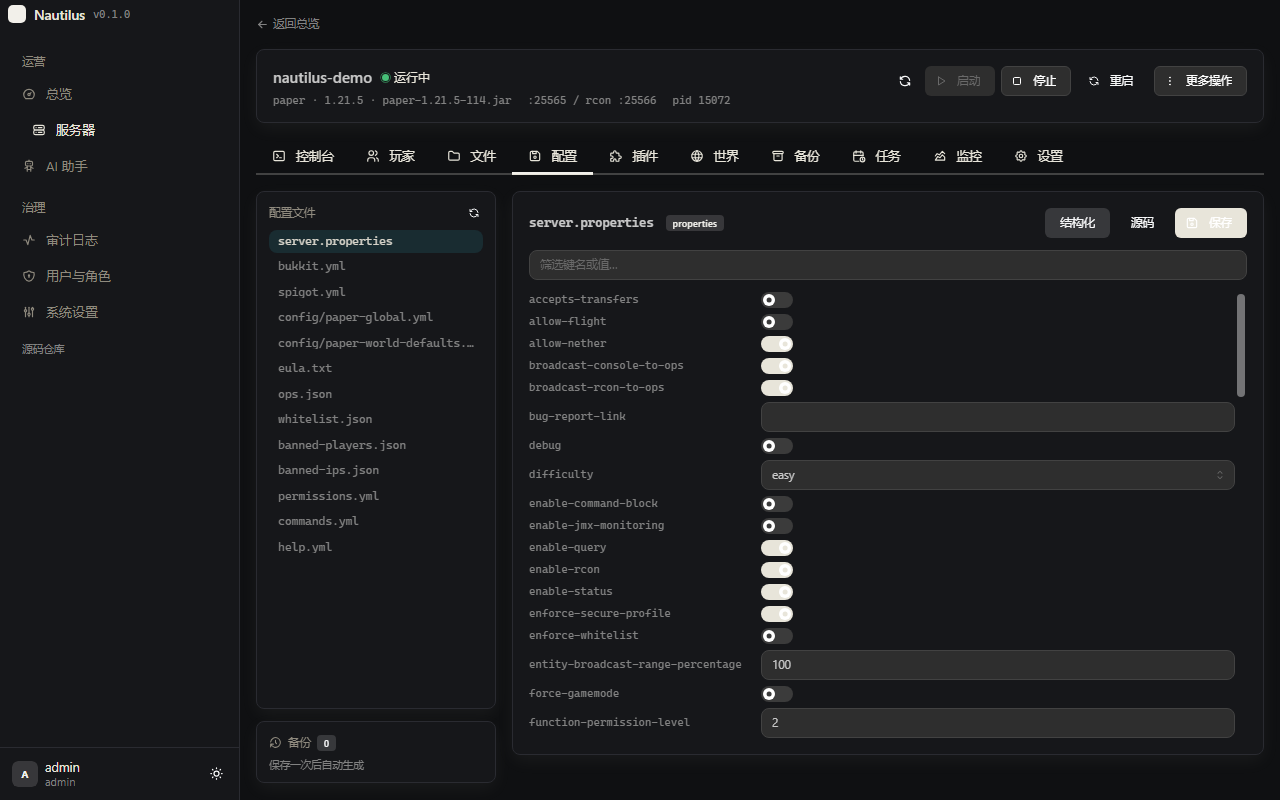 Nautilus v0.1.0
运营
总览
服务器
AI 助手
治理
审计日志
用户与角色
系统设置
源码仓库
A
admin
admin
← 返回总览
nautilus-demo 运行中
paper · 1.21.5 · paper-1.21.5-114.jar :25565 / rcon :25566 pid 15072
启动
停止
重启
更多操作
控制台
玩家
文件
配置
插件
世界
备份
任务
监控
设置
配置文件
server.properties
bukkit.yml
spigot.yml
config/paper-global.yml
config/paper-world-defaults.…
eula.txt
ops.json
whitelist.json
banned-players.json
banned-ips.json
permissions.yml
commands.yml
help.yml
备份 0
保存一次后自动生成
server.properties properties
结构化
源码
保存
筛选键名或值...
accepts-transfers
allow-flight
allow-nether
broadcast-console-to-ops
broadcast-rcon-to-ops
bug-report-link
debug
difficulty easy
enable-command-block
enable-jmx-monitoring
enable-query
enable-rcon
enable-status
enforce-secure-profile
enforce-whitelist
entity-broadcast-range-percentage 100
force-gamemode
function-permission-level 2